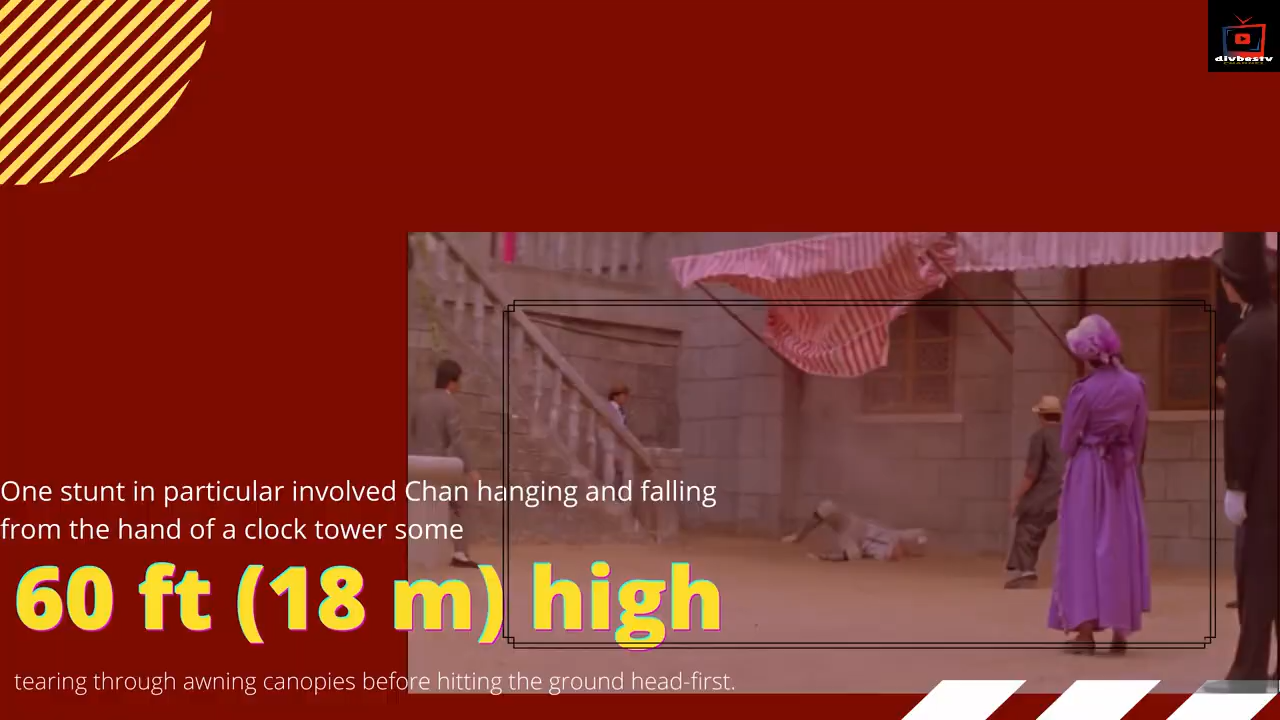 One stunt in particular involved Chan hanging and falling
from the hand of a clock tower some
60 ft (18 m) high
tearing through awning canopies before hitting the ground head-first.